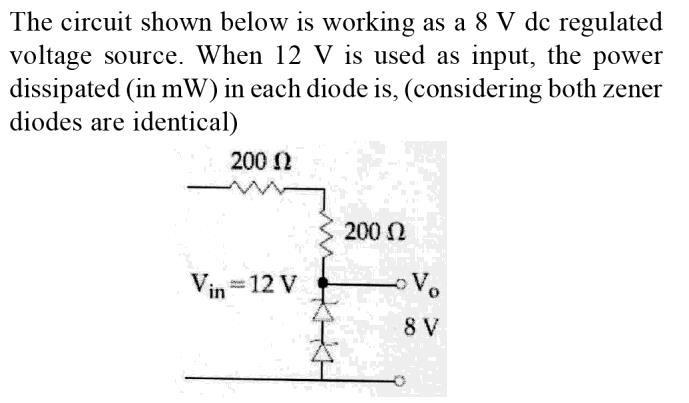 The circuit shown below is working as a 8 V dc regulated
voltage source. When 12 V is used as input, the power
dissipated (in mW) in each diode is, (considering both zener
diodes are identical)
200 Ω
200 Ω
Vin = 12 V
Vo
8 V